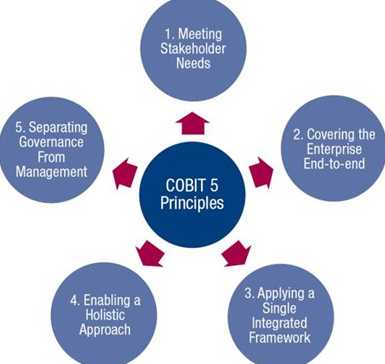 1. Meeting
Stakeholder
Needs
2. Covering the
Enterprise
End-to-end
3. Applying a
Single
Integrated
Framework
4. Enabling a
Holistic
Approach
5. Separating
Governance
From
Management
COBIT 5
Principles